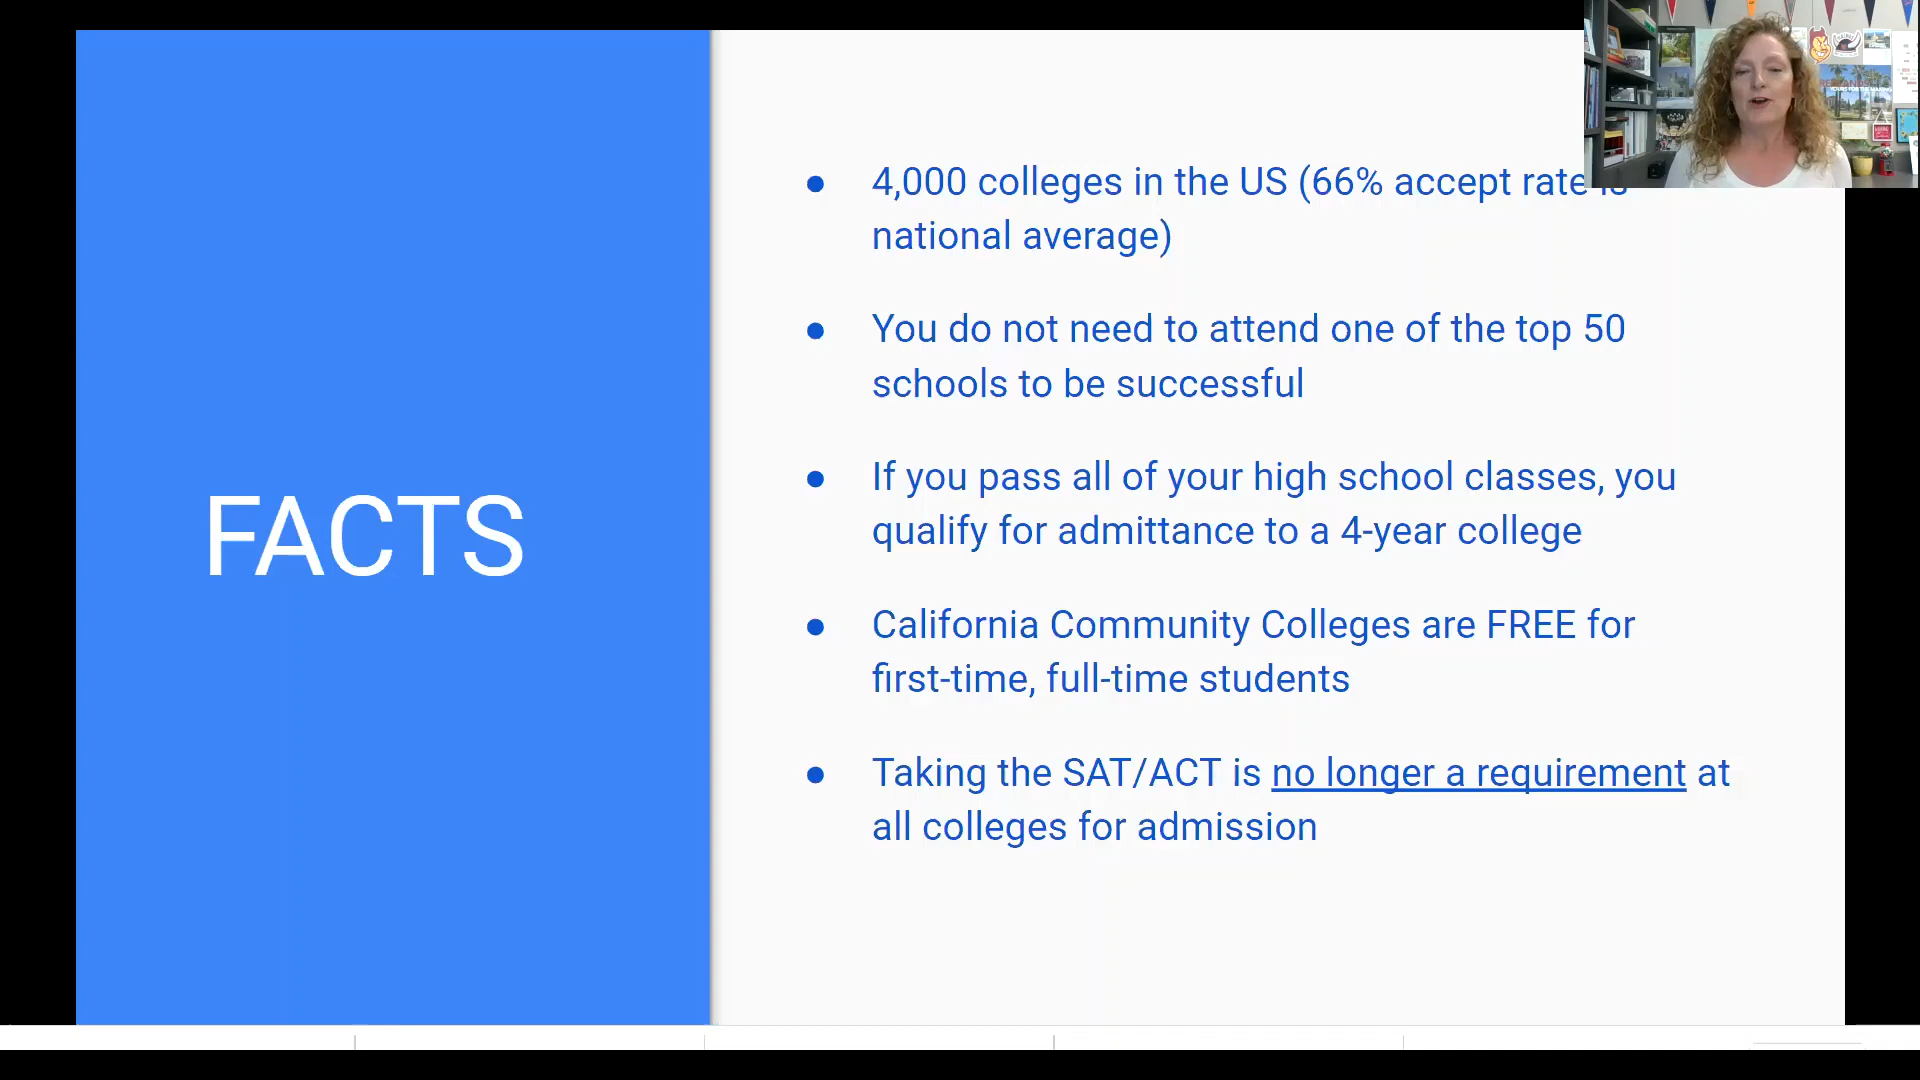 4,000 colleges in the US (66% accept rate is
national average)
You do not need to attend one of the top 50
schools to be successful
If you pass all of your high school classes, you
qualify for admittance to a 4-year college
FACTS
California Community Colleges are FREE for
first-time, full-time students
Taking the SAT/ACT is no longer a requirement at
all colleges for admission